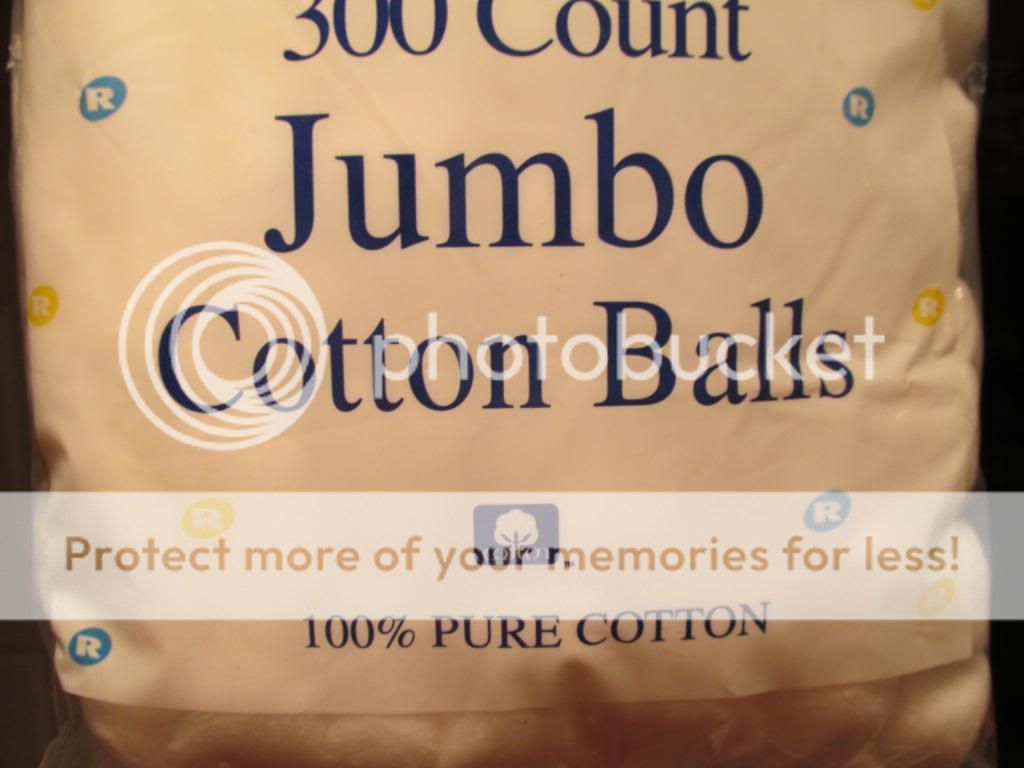 300 Count
R R
Jumbo
R R
Cotton Balls
photobucket
R R
Protect more of your memories for less!
R
100% PURE COTTON
R